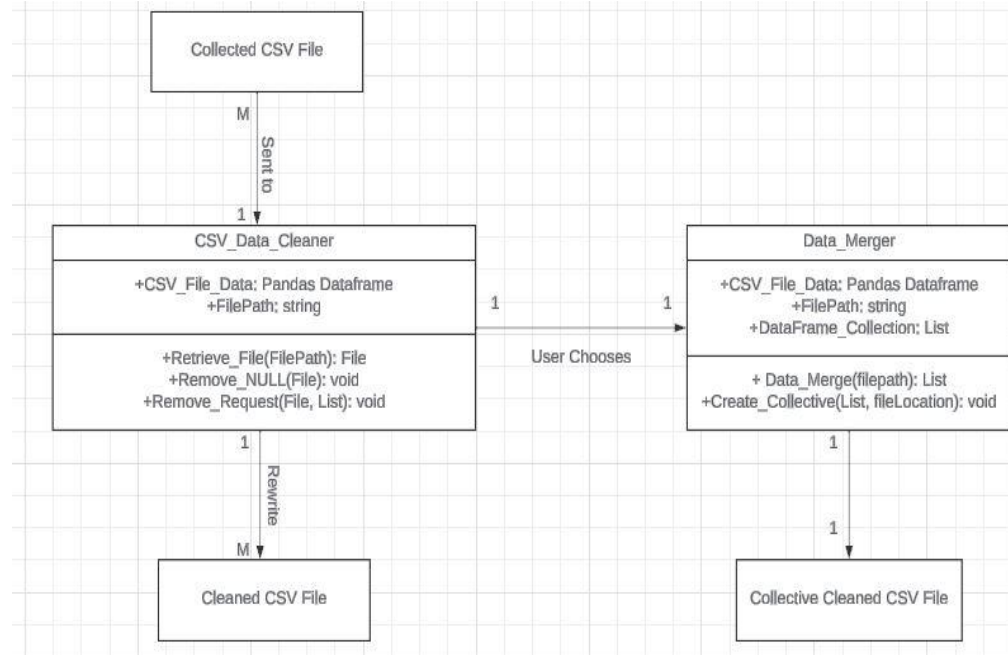 Collected CSV File
M
Sent to
1
CSV_Data_Cleaner
+CSV_File_Data: Pandas Dataframe
+FilePath: string
+Retrieve_File(FilePath): File
+Remove_NULL(File): void
+Remove_Request(File, List): void
1
1
User Chooses
Data_Merger
+CSV_File_Data: Pandas Dataframe
+FilePath: string
+DataFrame_Collection: List
+ Data_Merge(filepath): List
+Create_Collective(List, fileLocation): void
1
Rewrite
M
Cleaned CSV File
1
1
Collective Cleaned CSV File